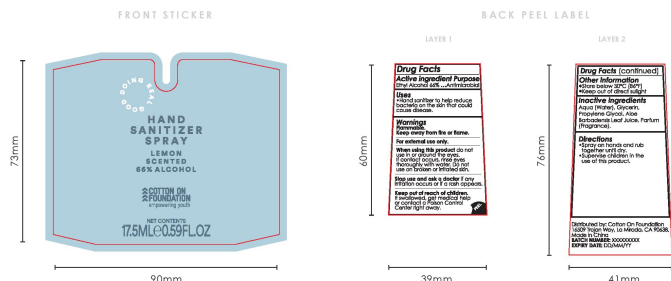 FRONT STICKER
73mm
DOING REAL GOOD
HAND
SANITIZER
SPRAY
LEMON
SCENTED
66% ALCOHOL
COTTON ON
FOUNDATION
empowering youth
NET CONTENTS
17.5ML℮0.59FL.OZ
90mm
BACK PEEL LABEL
LAYER 1
60mm
Drug Facts
Active ingredient Purpose
Ethyl Alcohol 66% ...Antimicrobial
Uses
•Hand sanitizer to help reduce
bacteria on the skin that could
cause disease.
Warnings
Flammable.
Keep away from fire or flame.
For external use only.
When using this product do not
use in or around the eyes.
If contact occurs, rinse eyes
thoroughly with water. Do not
use on broken or irritated skin.
Stop use and ask a doctor if any
irritation occurs or if a rash appears.
Keep out of reach of children.
If swallowed, get medical help
or contact a Poison Control
Center right away.
PEEL
39mm
LAYER 2
76mm
Drug Facts (continued)
Other Information
•Store below 30°C (86°F)
•Keep out of direct sulight
Inactive ingredients
Aqua (Water), Glycerin,
Propylene Glycol, Aloe
Barbadensis Leaf Juice, Parfum
(Fragrance).
Directions
•Spray on hands and rub
together until dry.
•Supervise children in the
use of this product.
Distributed by: Cotton On Foundation
16509 Trojan Way, La Mirada, CA 90638.
Made in China
BATCH NUMBER: XXXXXXXXX
EXPIRY DATE: DD/MM/YY
41mm